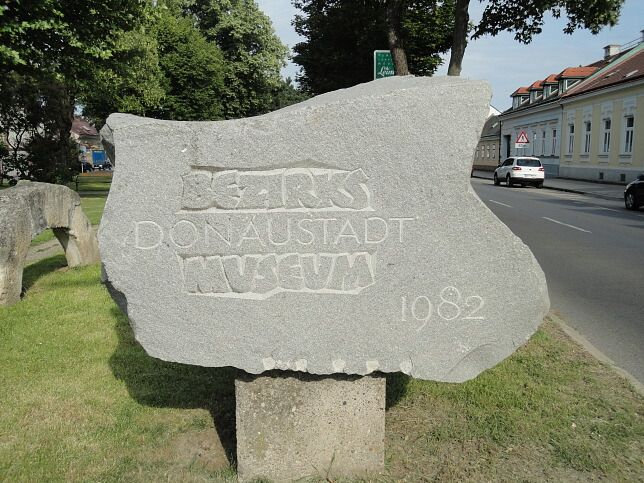 BEZIRKS
DONAUSTADT
MUSEUM
1982